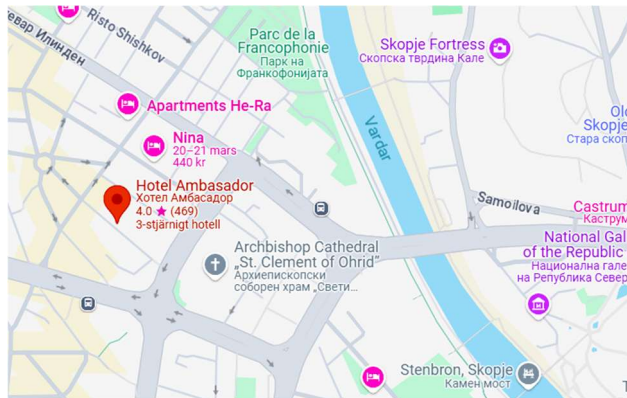 левар Илинден
Risto Shishkov
Parc de la
Francophonie
Парк на
Франкофонијата
Skopje Fortress
Скопска тврдина Кале
Apartments He-Ra
Nina
20–21 mars
440 kr
Vardar
Skopje
Стара скоп
Hotel Ambasador
Хотел Амбасадор
4.0 ★ (469)
3-stjärnigt hotell
Samoilova
Castrum
Каструм
National Gal
of the Republic
Национална гале
на Република Север
Archbishop Cathedral
„St. Clement of Ohrid"
Архиепископски
соборен храм „Свети...
Stenbron, Skopje
Камен мост